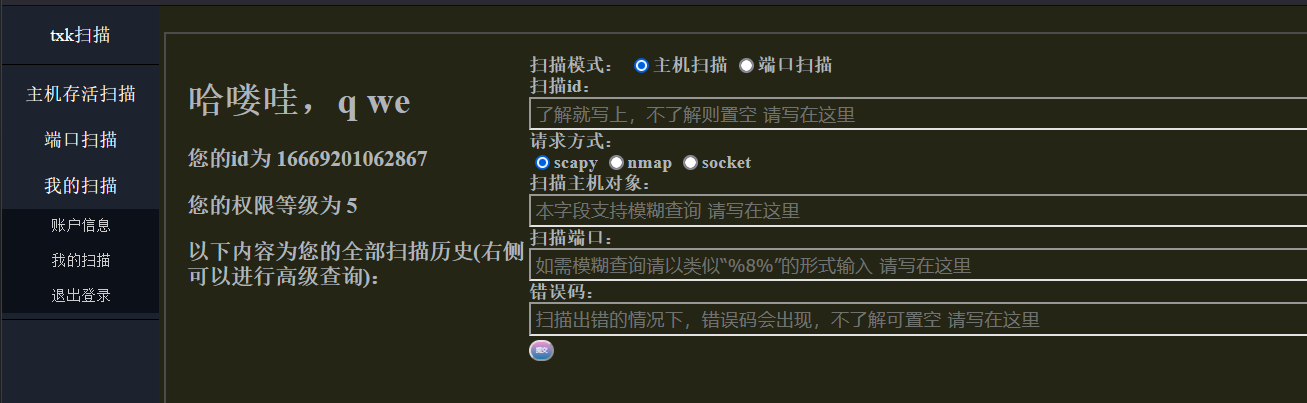 txk扫描
主机存活扫描
端口扫描
我的扫描
账户信息
我的扫描
退出登录
哈喽哇，q we
您的id为 16669201062867
您的权限等级为 5
以下内容为您的全部扫描历史(右侧
可以进行高级查询)：
扫描模式： 主机扫描 端口扫描
扫描id：
了解就写上，不了解则置空 请写在这里
请求方式：
scapy nmap socket
扫描主机对象：
本字段支持模糊查询 请写在这里
扫描端口：
如需模糊查询请以类似“%8%”的形式输入 请写在这里
错误码：
扫描出错的情况下，错误码会出现，不了解可置空 请写在这里
提交